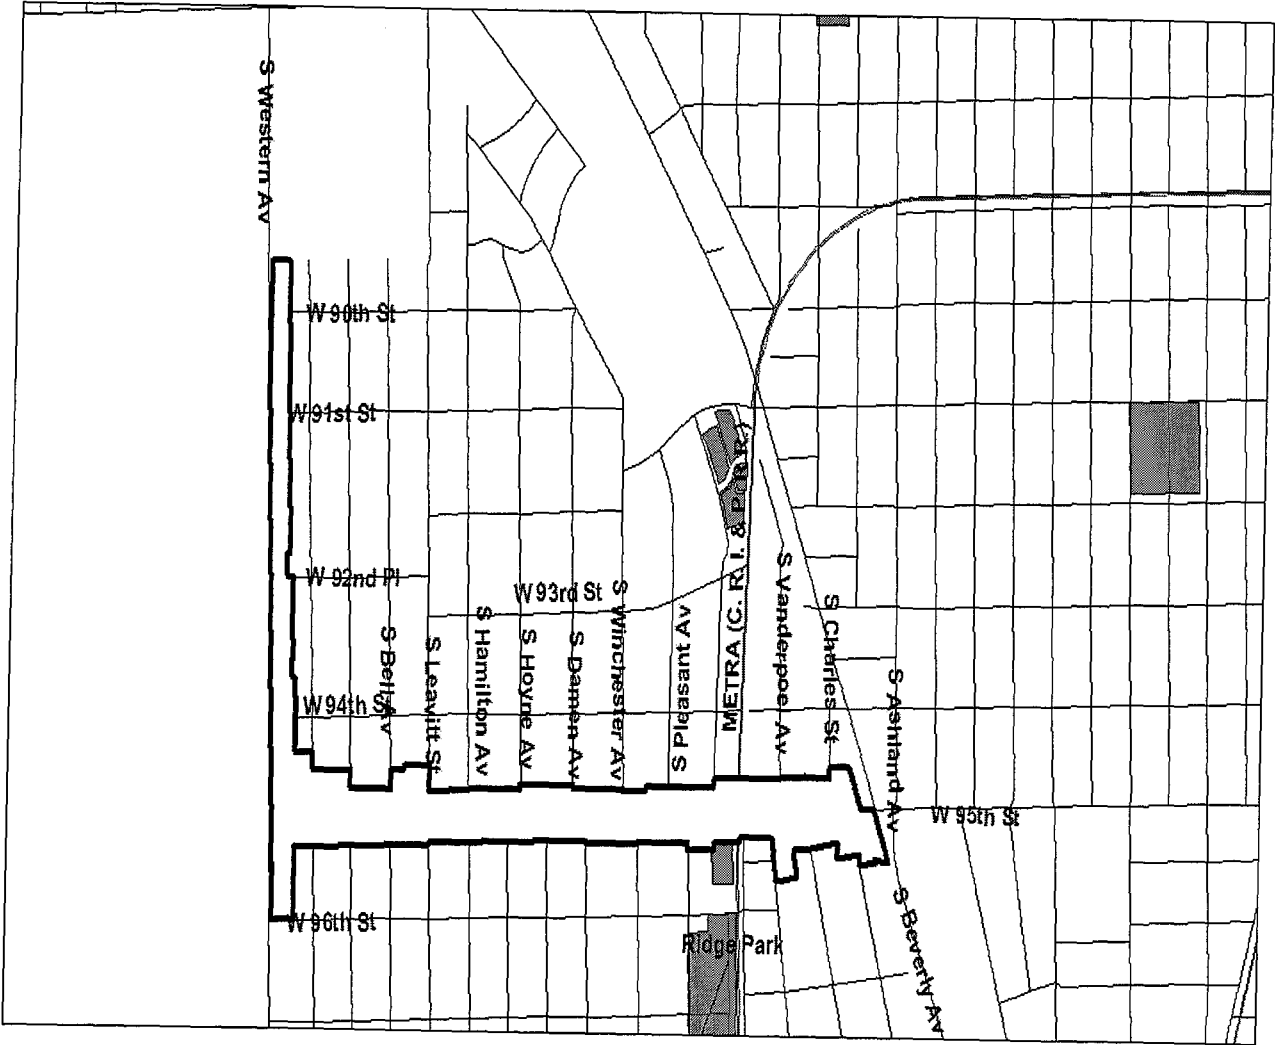 S Western Av
W 90th St
W 91st St
W 92nd Pl
W 93rd St
W 94th St
S Bell Av
S Leavitt St
S Hamilton Av
S Hoyne Av
S Damen Av
S Winchester Av
S Pleasant Av
METRA (C. R. I. & P. R.R.)
S Vanderpoe Av
S Charles St
S Ashland Av
W 95th St
W 96th St
Ridge Park
S Beverly Av